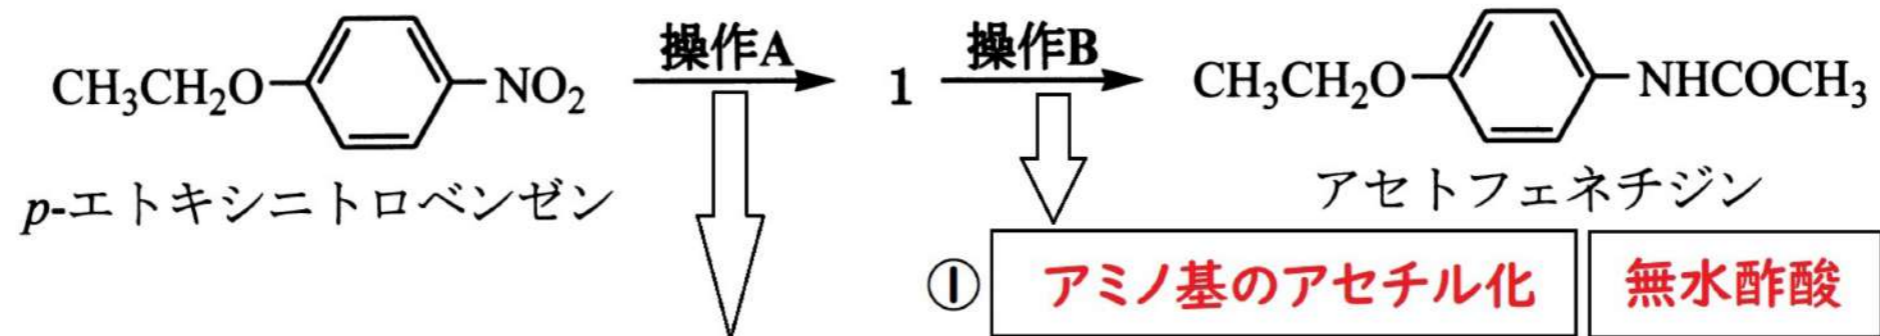 操作A 操作B
CH₃CH₂O NO₂ 1 CH₃CH₂O NHCOCH₃
p-エトキシニトロベンゼン アセトフェネチジン
① アミノ基のアセチル化 無水酢酸